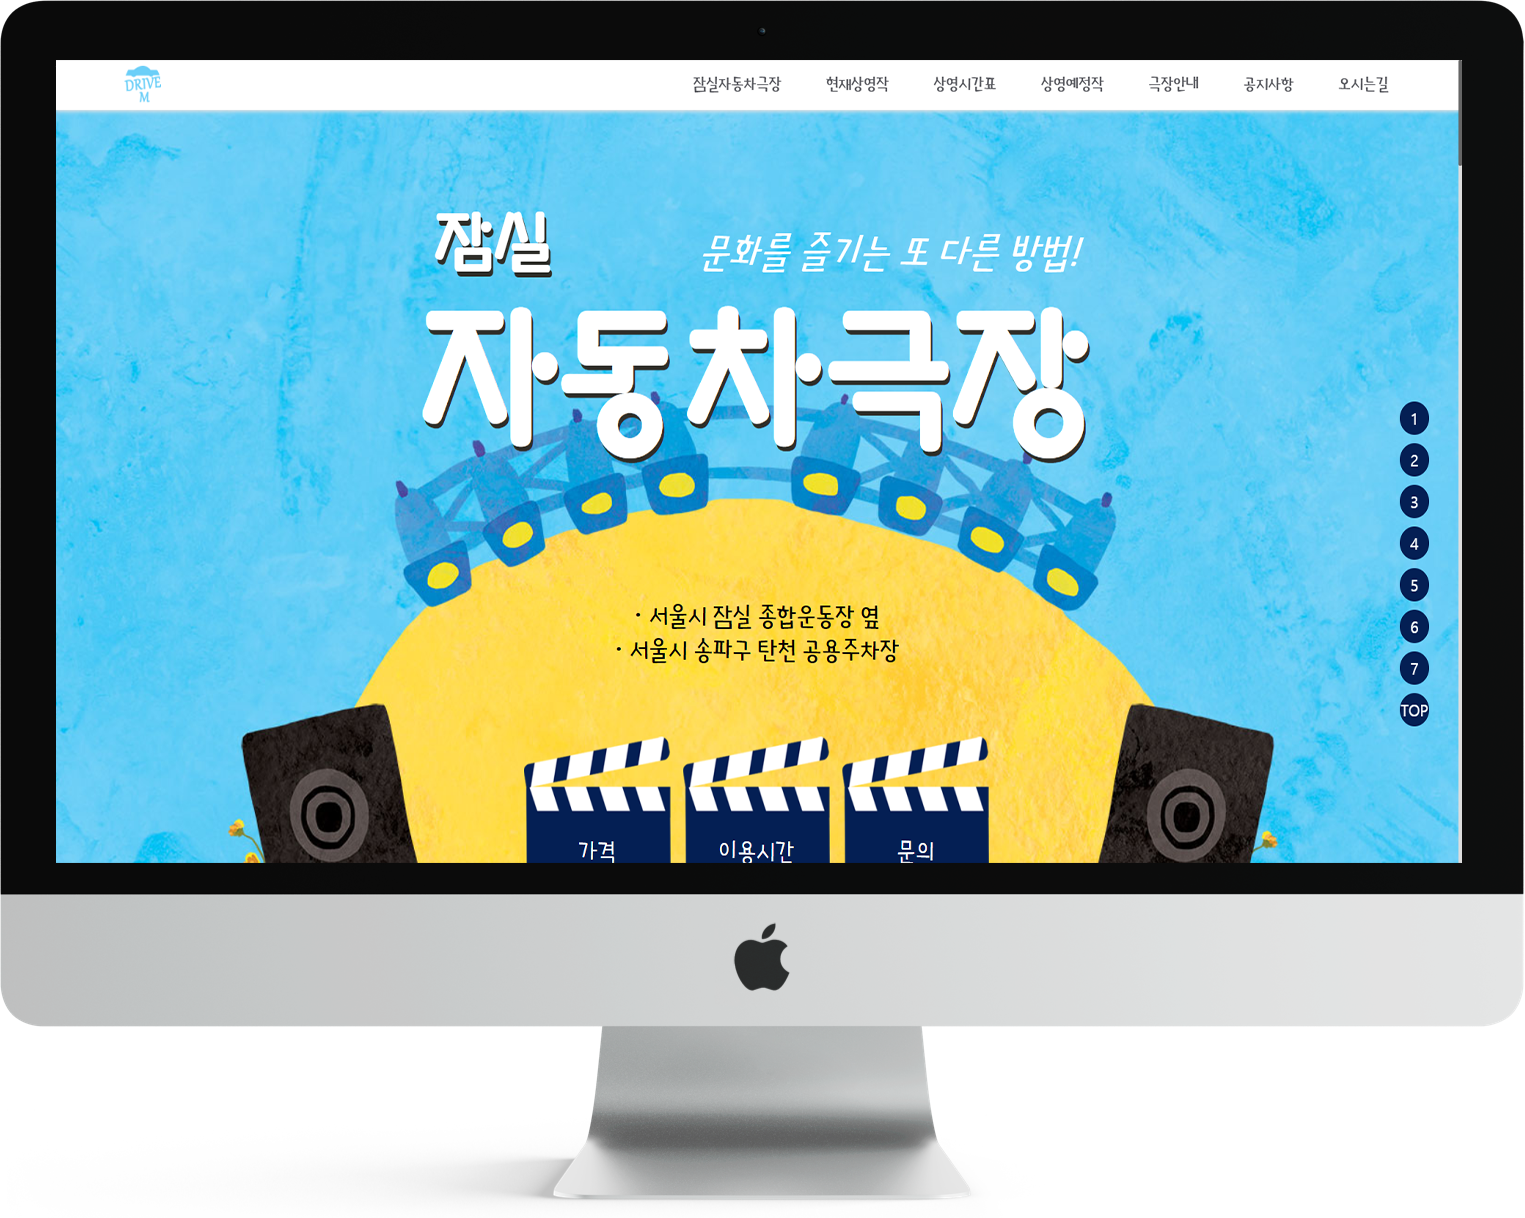 DRIVE
M
잠실자동차극장 현재상영작 상영시간표 상영예정작 극장안내 공지사항 오시는길
잠실
문화를 즐기는 또 다른 방법!
자동차극장
· 서울시 잠실 종합운동장 옆
· 서울시 송파구 탄천 공용주차장
1
2
3
4
5
6
7
TOP
가격 이용시간 문의